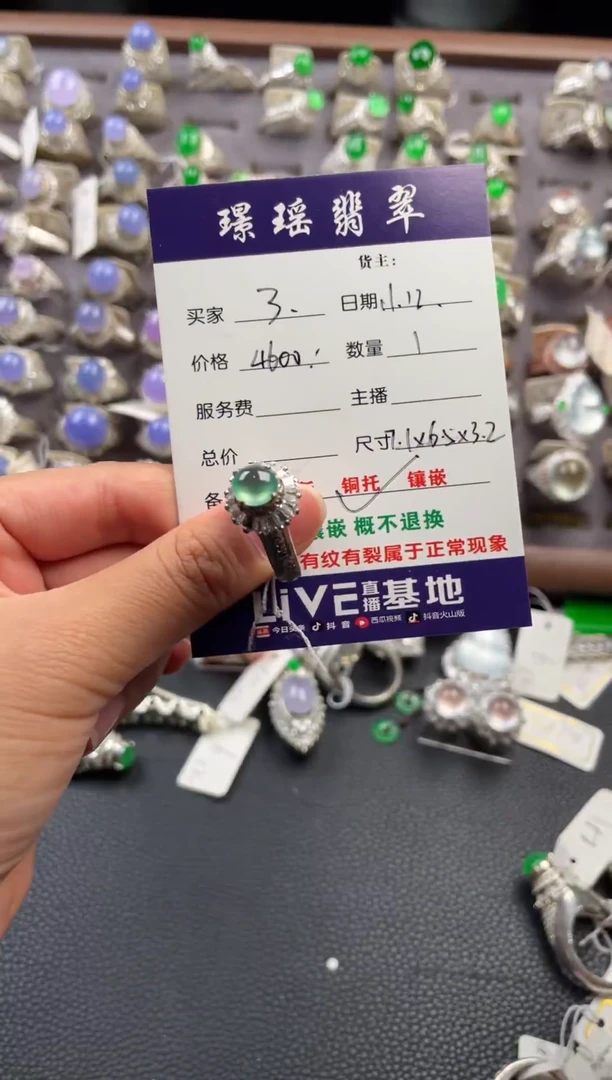 璟瑶翡翠
货主：
买家 3. 日期 11.12.
价格 4600. 数量 1
服务费 主播
总价 尺寸 7.1x6.5x3.2
铜托 镶嵌
镶嵌 概不退换
有纹有裂属于正常现象
LiVE直播基地
今日头条 抖音 西瓜视频 抖音火山版